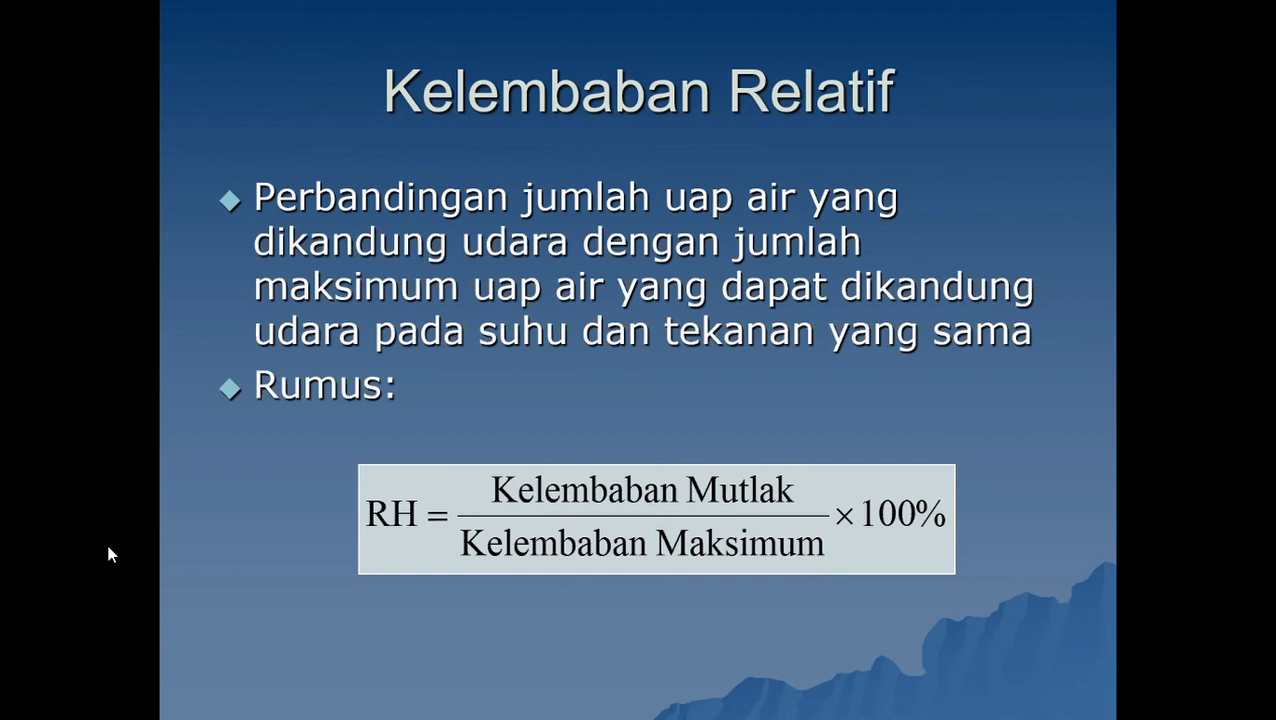 Kelembaban Relatif
Perbandingan jumlah uap air yang
dikandung udara dengan jumlah
maksimum uap air yang dapat dikandung
udara pada suhu dan tekanan yang sama
Rumus:
RH = Kelembaban Mutlak / Kelembaban Maksimum × 100%